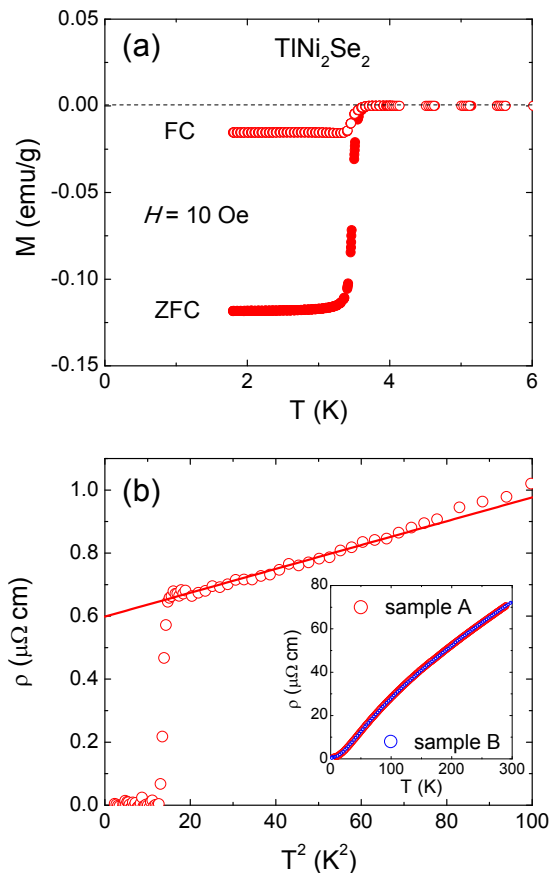 (a)
TlNi₂Se₂
0.05
0.00
-0.05
-0.10
-0.15
M (emu/g)
FC
H = 10 Oe
ZFC
0 2 4 6
T (K)
(b)
1.0
0.8
0.6
0.4
0.2
0.0
ρ (μΩ cm)
80
60
40
20
0
ρ (μΩ cm)
sample A
sample B
0 100 200 300
T (K)
0 20 40 60 80 100
T² (K²)